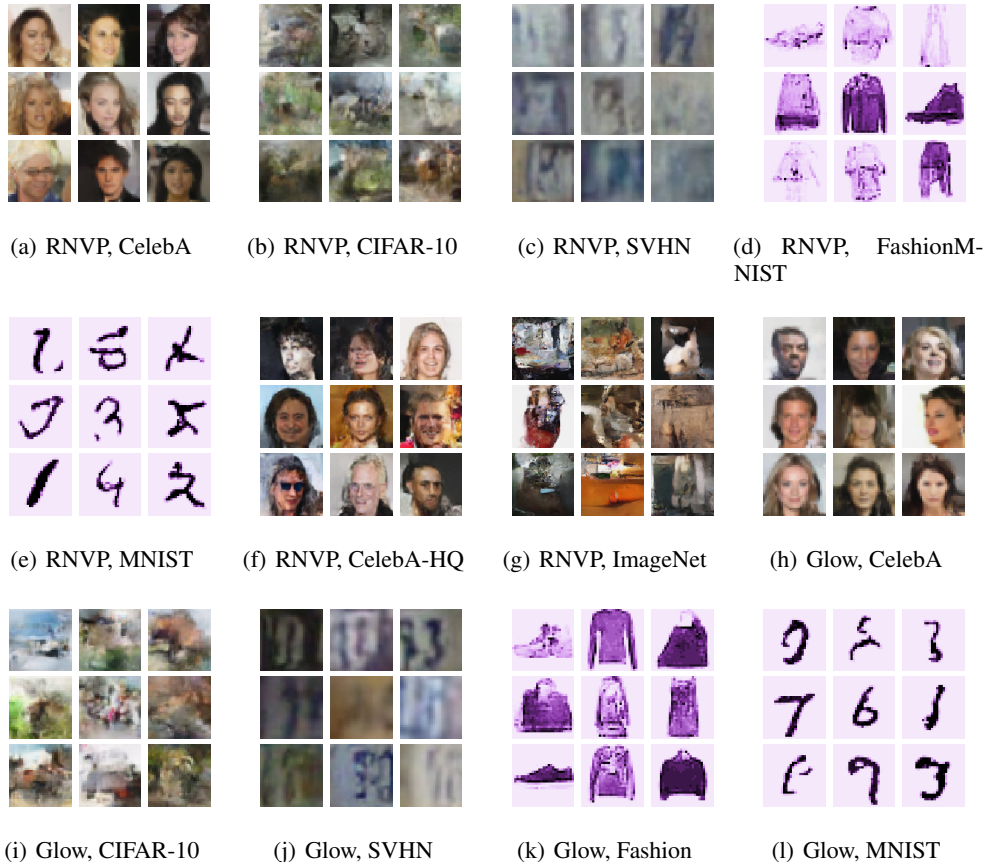 (a) RNVP, CelebA
(b) RNVP, CIFAR-10
(c) RNVP, SVHN
(d) RNVP, FashionM-
NIST
(e) RNVP, MNIST
(f) RNVP, CelebA-HQ
(g) RNVP, ImageNet
(h) Glow, CelebA
(i) Glow, CIFAR-10
(j) Glow, SVHN
(k) Glow, Fashion
(l) Glow, MNIST